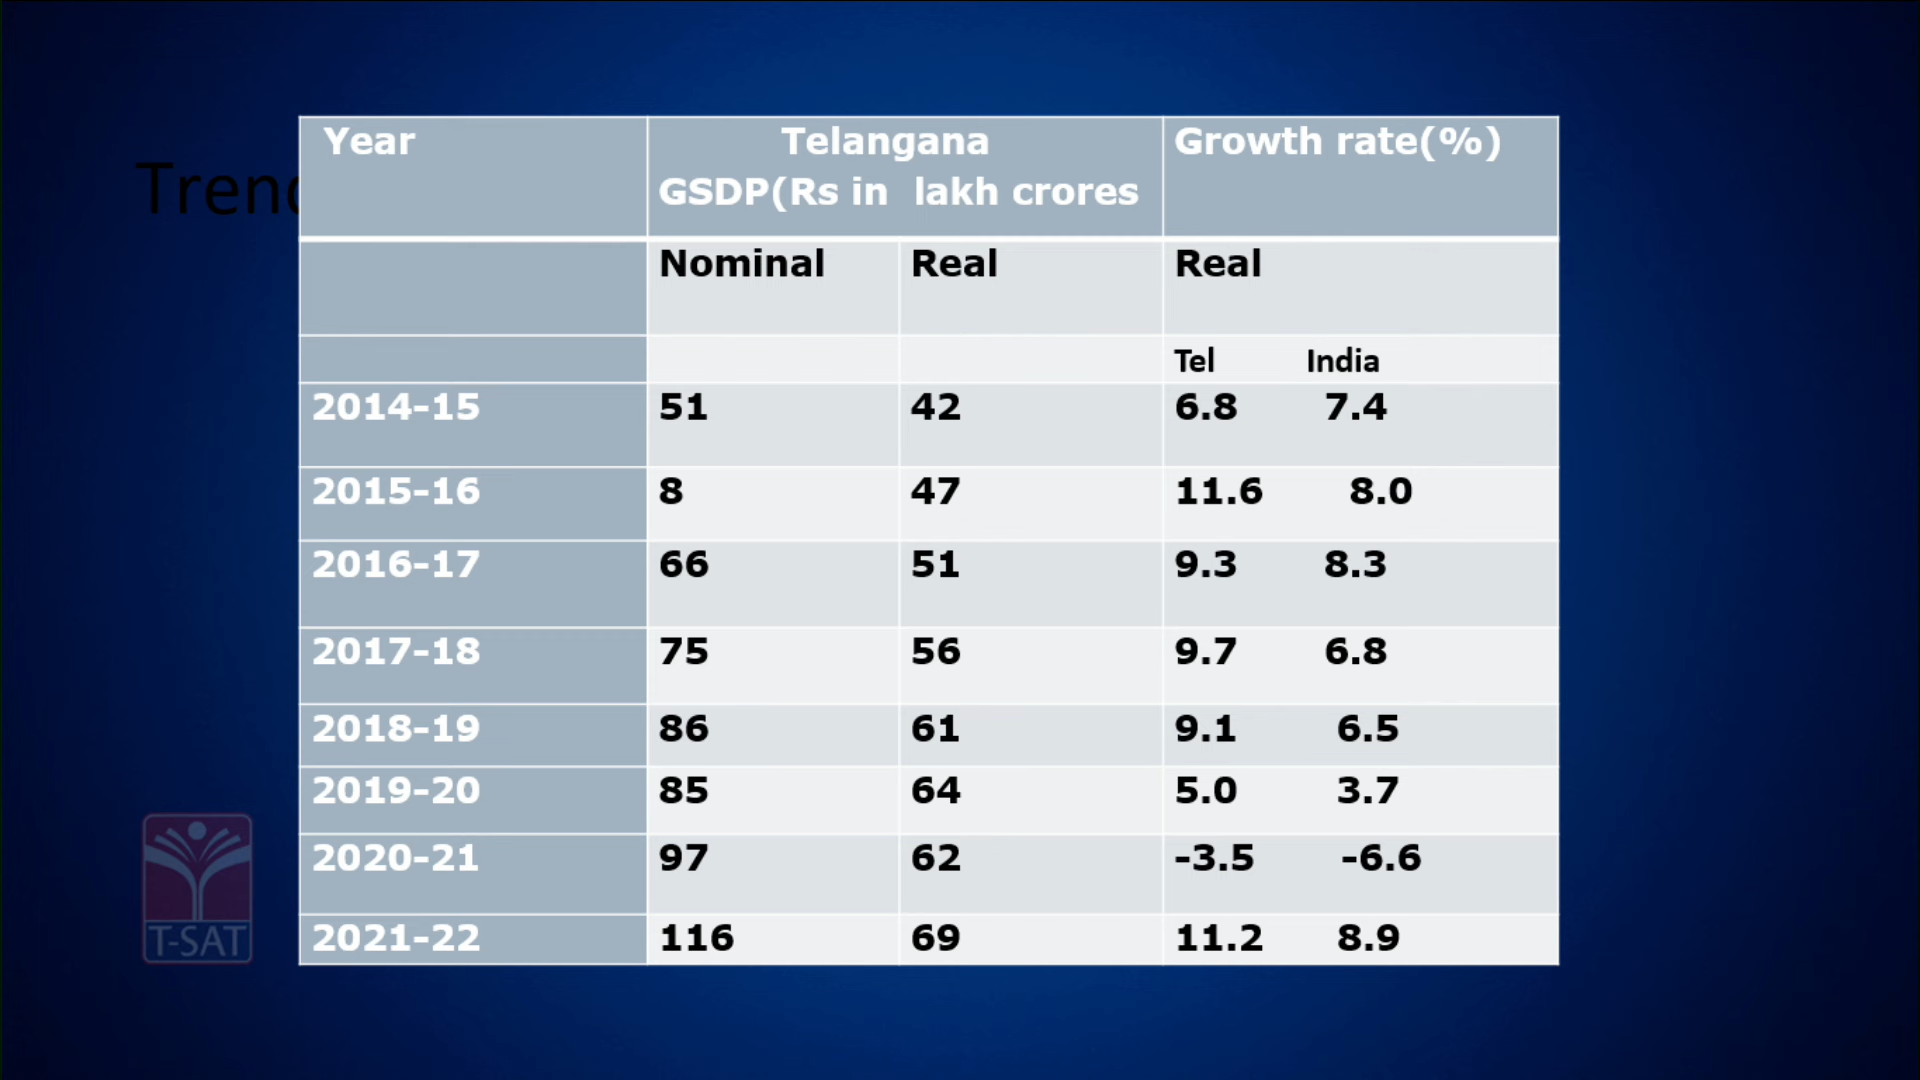 Trend
Year Telangana Growth rate(%)
GSDP(Rs in lakh crores
Nominal Real Real
Tel India
2014-15 51 42 6.8 7.4
2015-16 8 47 11.6 8.0
2016-17 66 51 9.3 8.3
2017-18 75 56 9.7 6.8
2018-19 86 61 9.1 6.5
2019-20 85 64 5.0 3.7
2020-21 97 62 -3.5 -6.6
2021-22 116 69 11.2 8.9
T-SAT